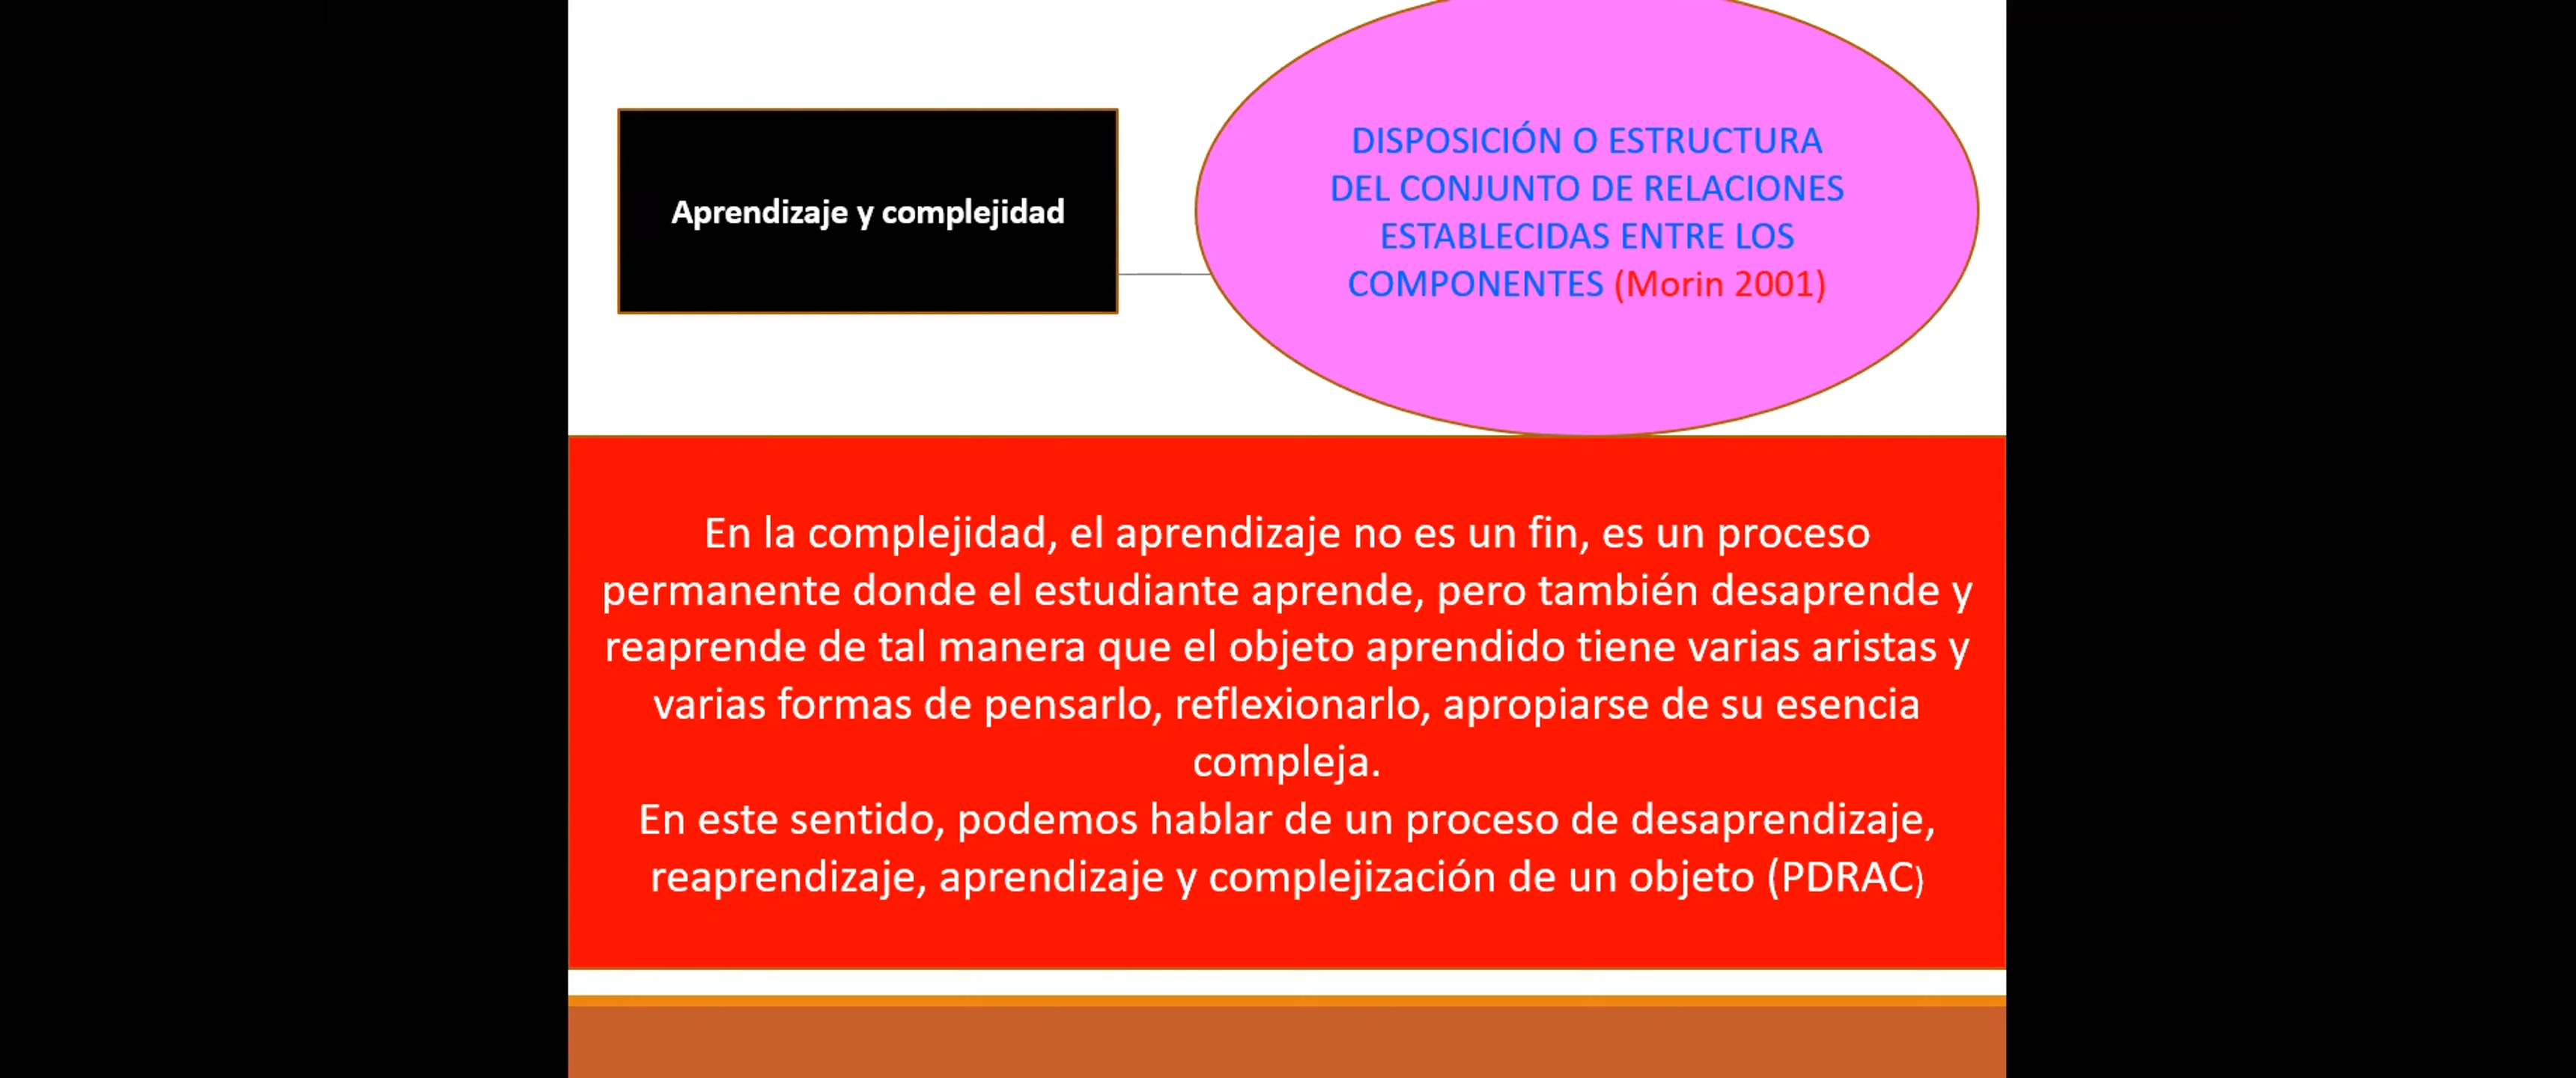 Aprendizaje y complejidad
DISPOSICIÓN O ESTRUCTURA
DEL CONJUNTO DE RELACIONES
ESTABLECIDAS ENTRE LOS
COMPONENTES (Morin 2001)
En la complejidad, el aprendizaje no es un fin, es un proceso
permanente donde el estudiante aprende, pero también desaprende y
reaprende de tal manera que el objeto aprendido tiene varias aristas y
varias formas de pensarlo, reflexionarlo, apropiarse de su esencia
compleja.
En este sentido, podemos hablar de un proceso de desaprendizaje,
reaprendizaje, aprendizaje y complejización de un objeto (PDRAC)